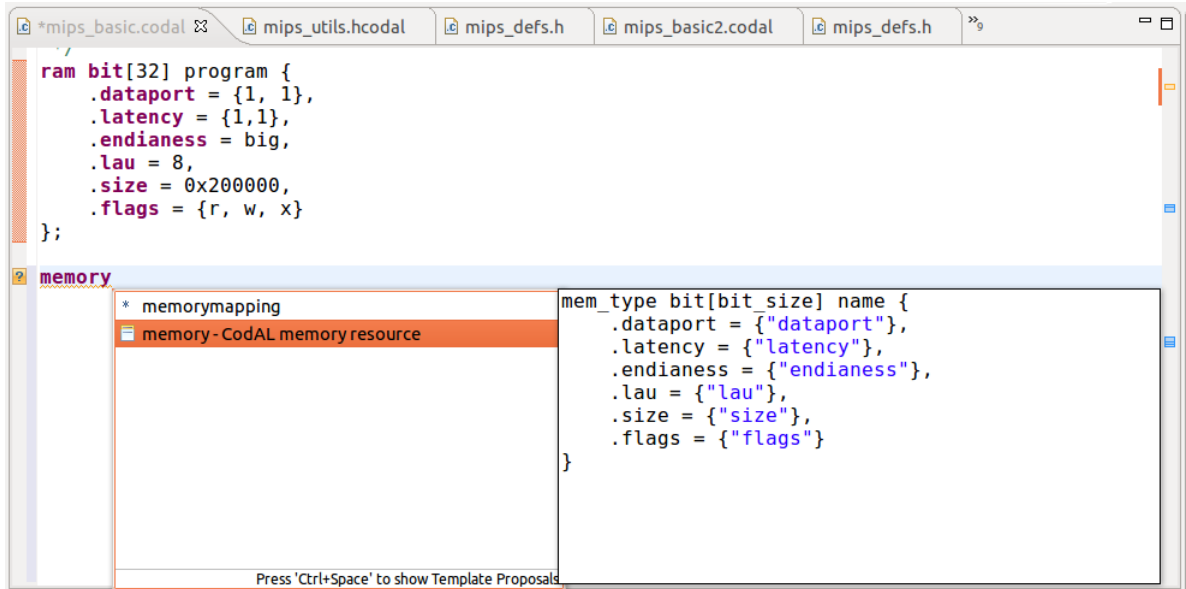 *mips_basic.codal mips_utils.hcodal mips_defs.h mips_basic2.codal mips_defs.h »9
*/
ram bit[32] program {
.dataport = {1, 1},
.latency = {1,1},
.endianess = big,
.lau = 8,
.size = 0x200000,
.flags = {r, w, x}
};
memory
* memorymapping
memory - CodAL memory resource
Press 'Ctrl+Space' to show Template Proposals
mem_type bit[bit_size] name {
.dataport = {"dataport"},
.latency = {"latency"},
.endianess = {"endianess"},
.lau = {"lau"},
.size = {"size"},
.flags = {"flags"}
}